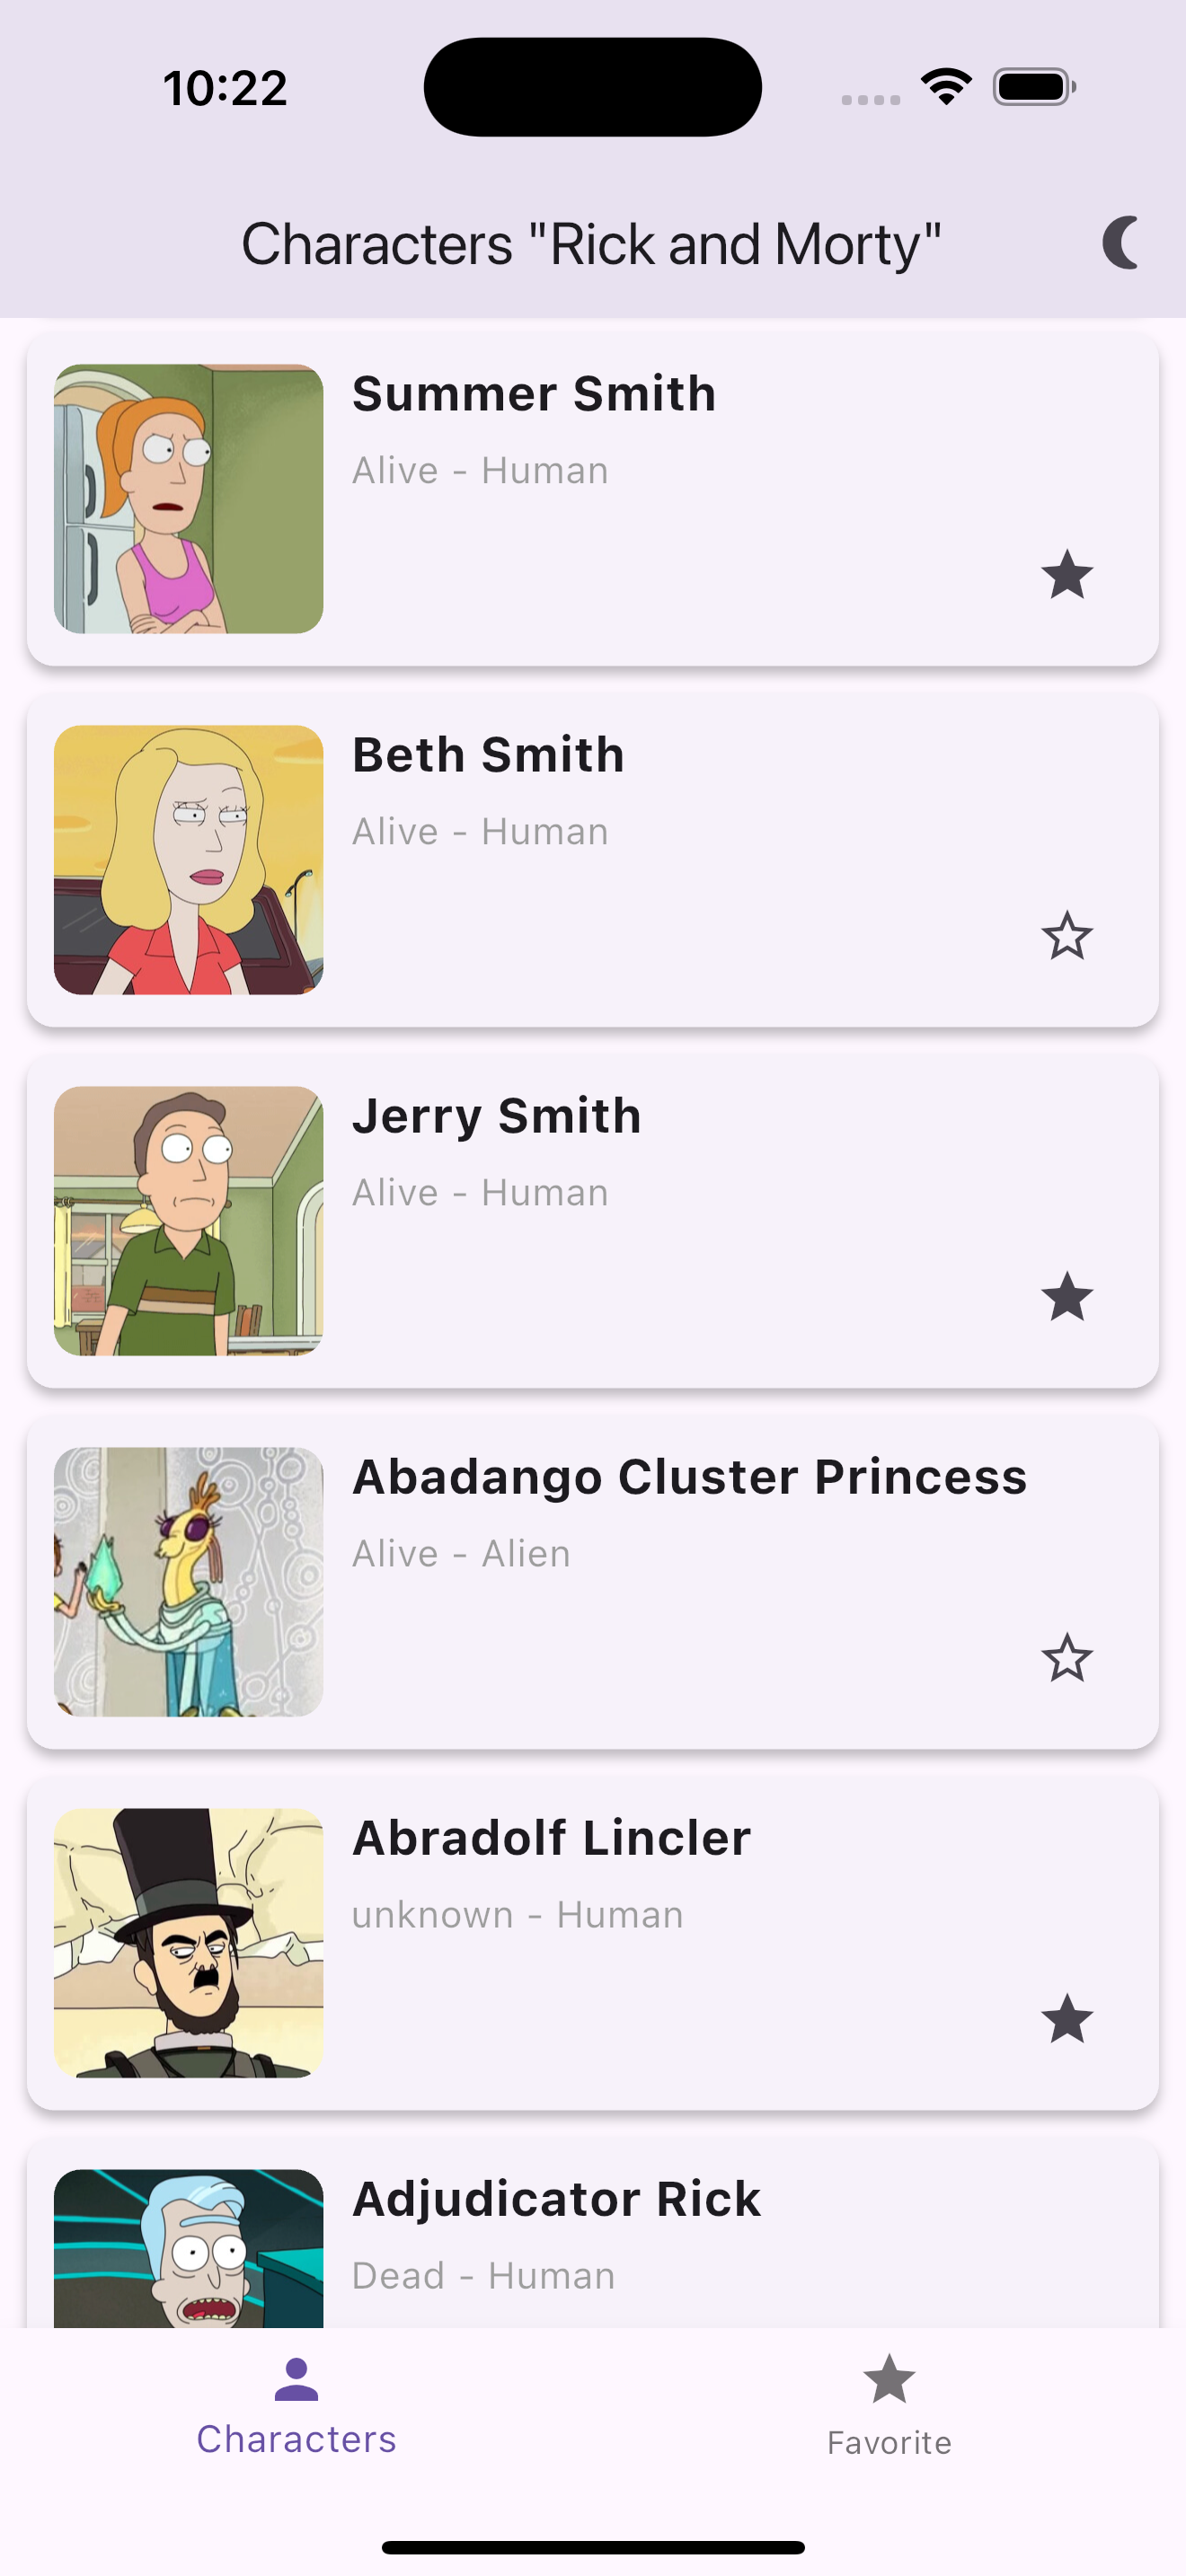 10:22
Characters "Rick and Morty"
Summer Smith
Alive - Human
Beth Smith
Alive - Human
Jerry Smith
Alive - Human
Abadango Cluster Princess
Alive - Alien
Abradolf Lincler
unknown - Human
Adjudicator Rick
Dead - Human
Characters
Favorite